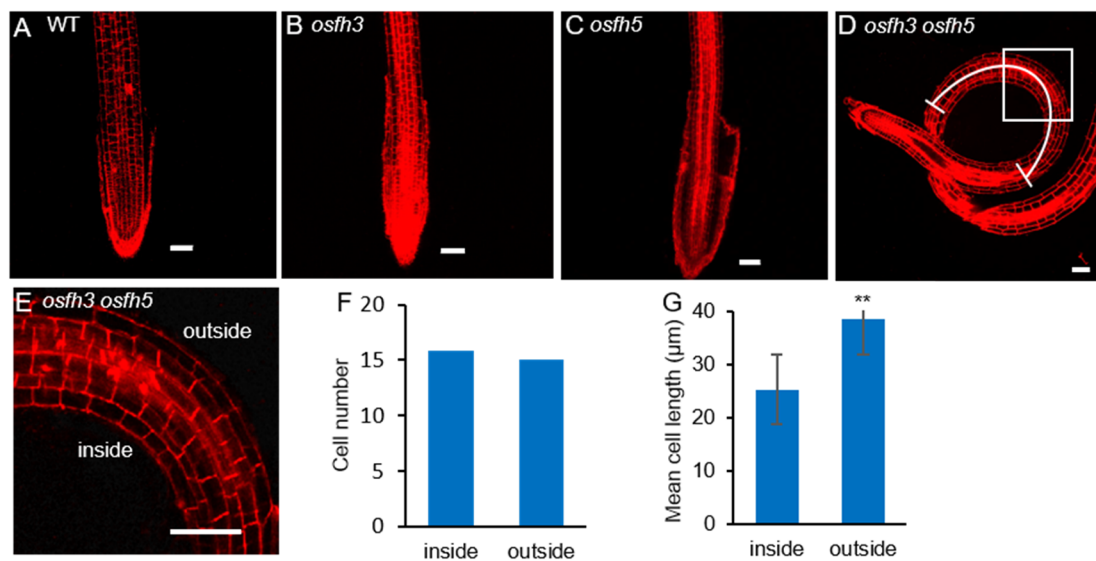 A WT
B osfh3
C osfh5
D osfh3 osfh5
E osfh3 osfh5
outside
inside
F
Cell number
20
15
10
5
0
inside outside
G
Mean cell length (µm)
40
30
20
10
0
**
inside outside